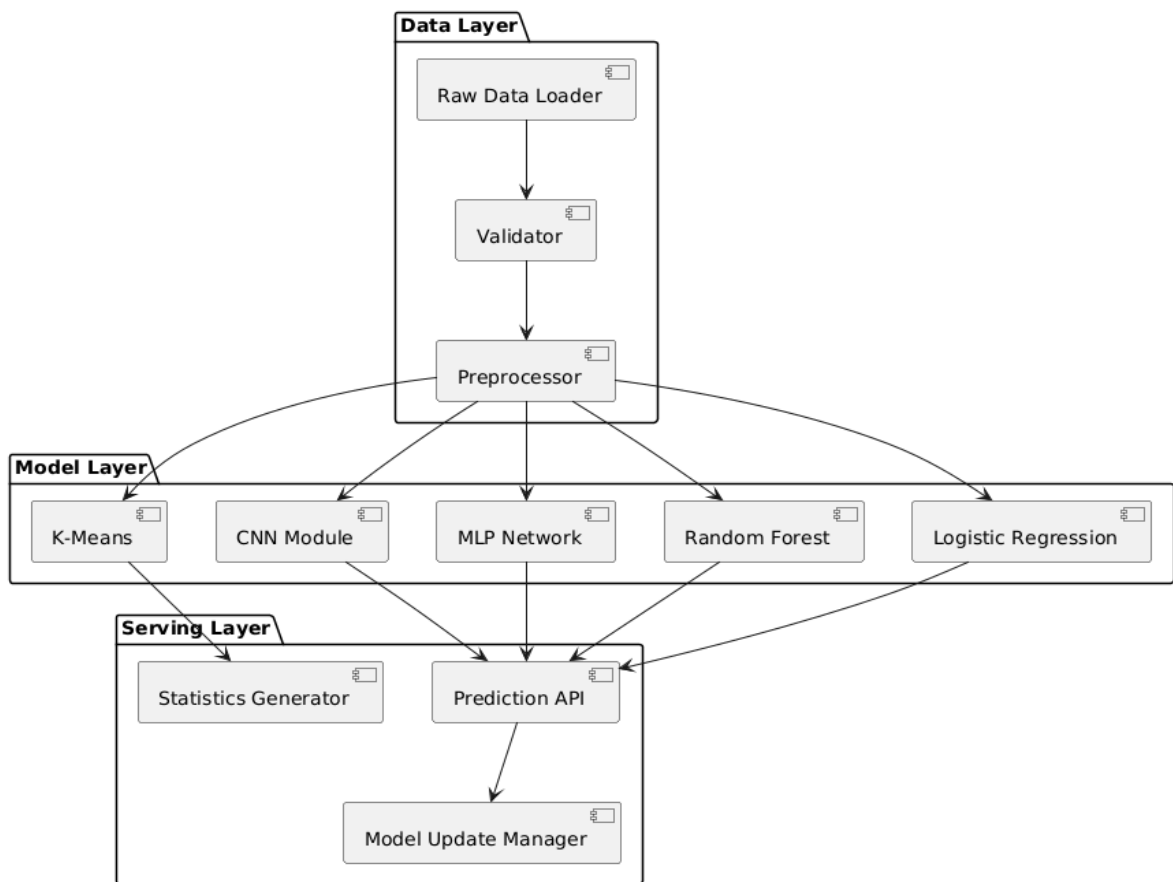 Data Layer
Raw Data Loader
Validator
Preprocessor
Model Layer
K-Means
CNN Module
MLP Network
Random Forest
Logistic Regression
Serving Layer
Statistics Generator
Prediction API
Model Update Manager